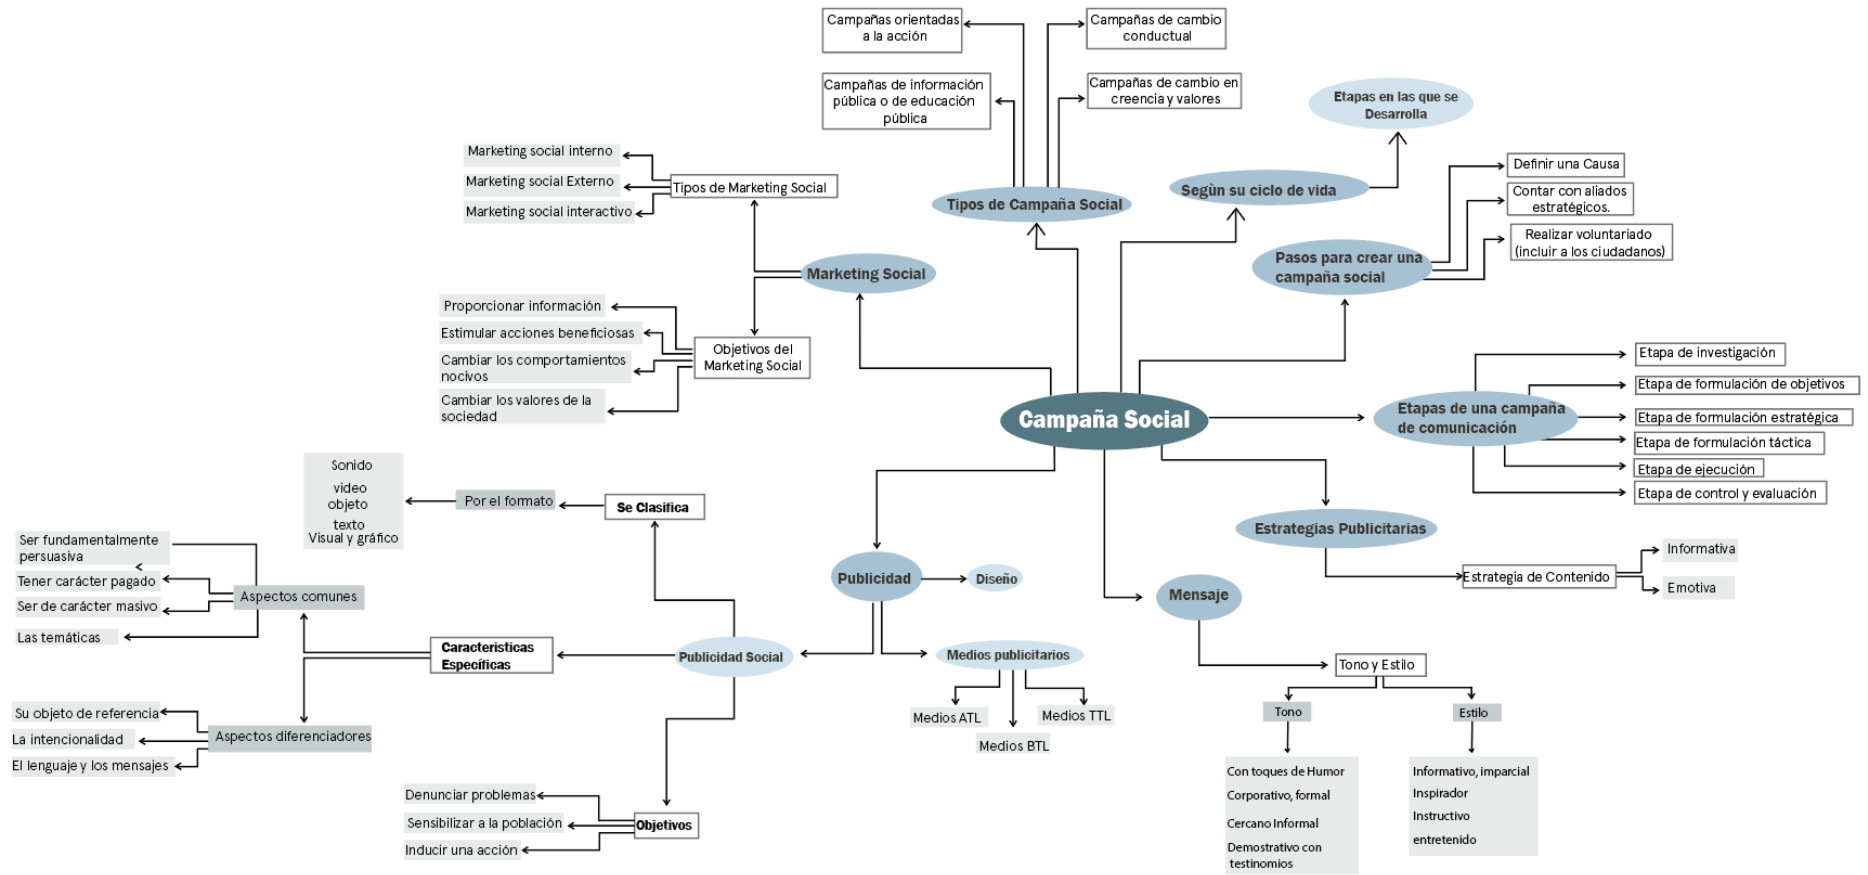 Campañas orientadas
a la acción
Campañas de cambio
conductual
Campañas de información
pública o de educación
pública
Campañas de cambio en
creencia y valores
Etapas en las que se
Desarrolla
Marketing social interno
Marketing social Externo
Marketing social interactivo
Tipos de Marketing Social
Tipos de Campaña Social
Segùn su ciclo de vida
Definir una Causa
Contar con aliados
estratégicos.
Realizar voluntariado
(incluir a los ciudadanos)
Pasos para crear una
campaña social
Marketing Social
Proporcionar información
Estimular acciones beneficiosas
Cambiar los comportamientos
nocivos
Cambiar los valores de la
sociedad
Objetivos del
Marketing Social
Campaña Social
Etapas de una campaña
de comunicación
Etapa de investigación
Etapa de formulación de objetivos
Etapa de formulación estratégica
Etapa de formulación táctica
Etapa de ejecución
Etapa de control y evaluación
Sonido
video
objeto
texto
Visual y gráfico
Por el formato
Se Clasifica
Estrategias Publicitarias
Estrategia de Contenido
Informativa
Emotiva
Ser fundamentalmente
persuasiva
Tener carácter pagado
Ser de carácter masivo
Las temáticas
Aspectos comunes
Publicidad
Diseño
Mensaje
Caracteristicas
Específicas
Publicidad Social
Medios publicitarios
Tono y Estilo
Su objeto de referencia
La intencionalidad
El lenguaje y los mensajes
Aspectos diferenciadores
Medios ATL
Medios BTL
Medios TTL
Tono
Estilo
Con toques de Humor
Corporativo, formal
Cercano Informal
Demostrativo con
testinomios
Informativo, imparcial
Inspirador
Instructivo
entretenido
Denunciar problemas
Sensibilizar a la población
Inducir una acción
Objetivos